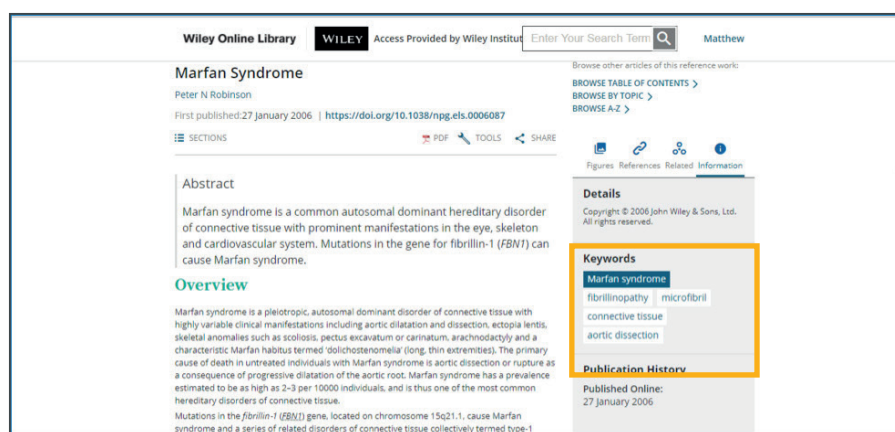 Wiley Online Library WILEY Access Provided by Wiley Institut Enter Your Search Term Matthew
Marfan Syndrome
Peter N Robinson
First published:27 January 2006 | https://doi.org/10.1038/npg.els.0006087
SECTIONS PDF TOOLS SHARE
Abstract
Marfan syndrome is a common autosomal dominant hereditary disorder
of connective tissue with prominent manifestations in the eye, skeleton
and cardiovascular system. Mutations in the gene for fibrillin-1 (FBN1) can
cause Marfan syndrome.
Overview
Marfan syndrome is a pleiotropic, autosomal dominant disorder of connective tissue with
highly variable clinical manifestations including aortic dilatation and dissection, ectopia lentis,
skeletal anomalies such as scoliosis, pectus excavatum or carinatum, arachnodactyly and a
characteristic Marfan habitus termed 'dolichostenomelia' (long, thin extremities). The primary
cause of death in untreated individuals with Marfan syndrome is aortic dissection or rupture as
a consequence of progressive dilatation of the aortic root. Marfan syndrome has a prevalence
estimated to be as high as 2–3 per 10000 individuals, and is thus one of the most common
hereditary disorders of connective tissue.
Mutations in the fibrillin-1 (FBN1) gene, located on chromosome 15q21.1, cause Marfan
syndrome and a series of related disorders of connective tissue collectively termed type-1
Browse other articles of this reference work:
BROWSE TABLE OF CONTENTS >
BROWSE BY TOPIC >
BROWSE A-Z >
Figures References Related Information
Details
Copyright © 2006 John Wiley & Sons, Ltd.
All rights reserved.
Keywords
Marfan syndrome
fibrillinopathy microfibril
connective tissue
aortic dissection
Publication History
Published Online:
27 January 2006